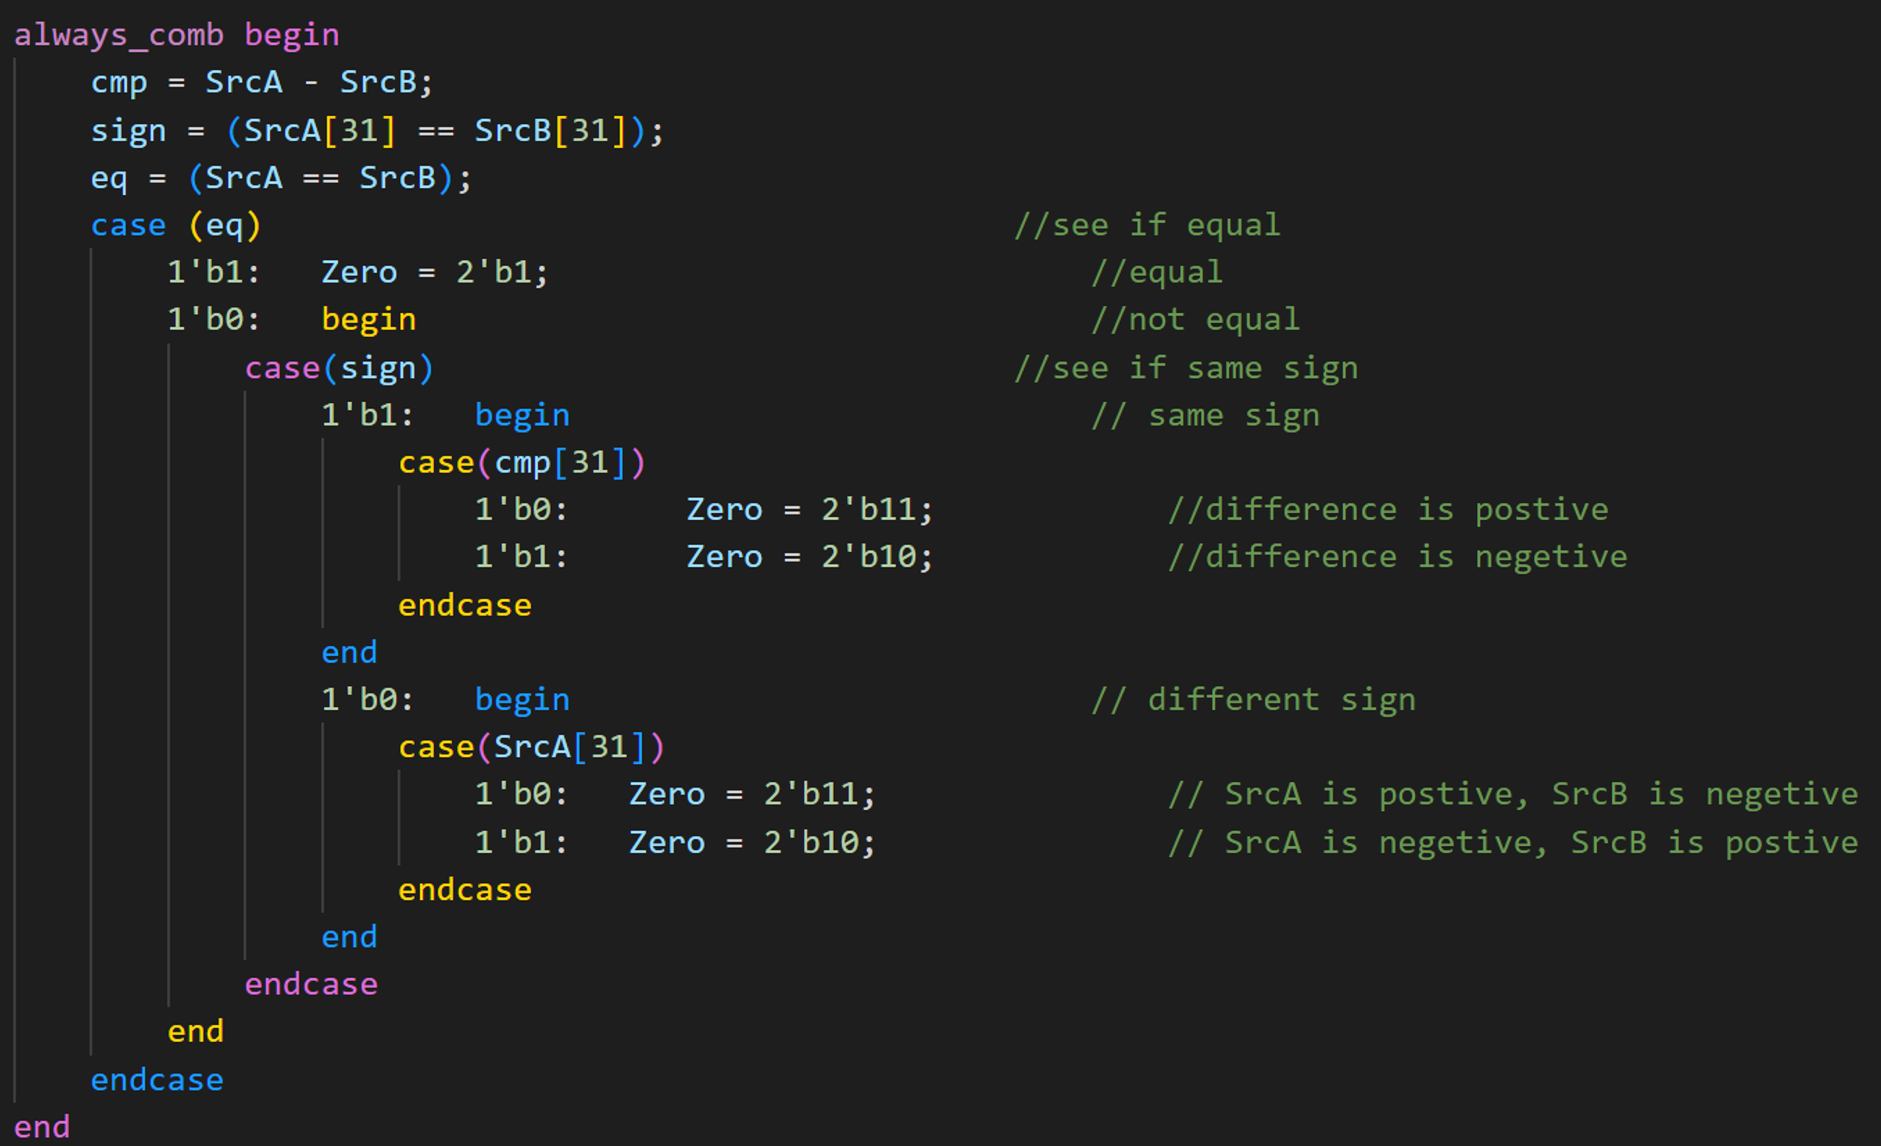 always_comb begin
cmp = SrcA - SrcB;
sign = (SrcA[31] == SrcB[31]);
eq = (SrcA == SrcB);
case (eq) //see if equal
1'b1: Zero = 2'b1; //equal
1'b0: begin //not equal
case(sign) //see if same sign
1'b1: begin // same sign
case(cmp[31])
1'b0: Zero = 2'b11; //difference is postive
1'b1: Zero = 2'b10; //difference is negetive
endcase
end
1'b0: begin // different sign
case(SrcA[31])
1'b0: Zero = 2'b11; // SrcA is postive, SrcB is negetive
1'b1: Zero = 2'b10; // SrcA is negetive, SrcB is postive
endcase
end
endcase
end
endcase
end